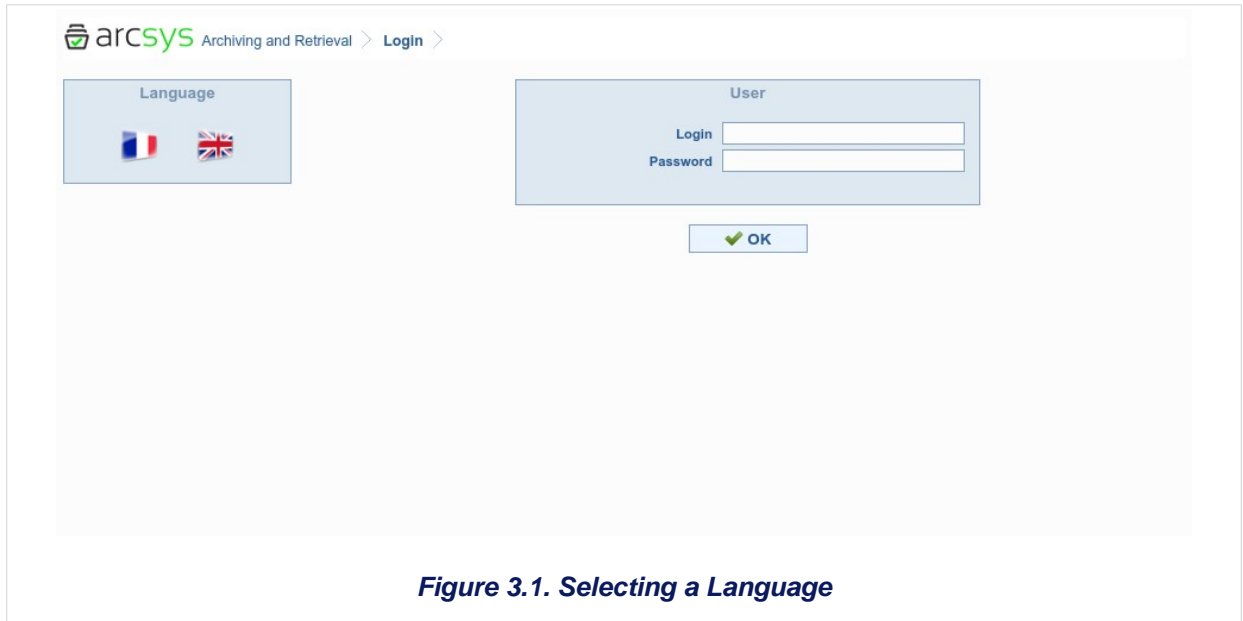 arcsys Archiving and Retrieval Login
Language
User
Login
Password
OK
Figure 3.1. Selecting a Language